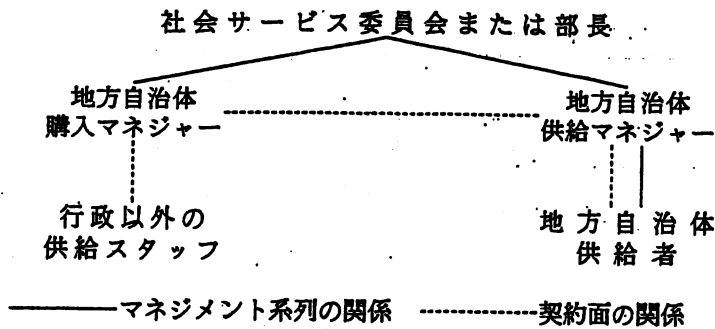 社会サービス委員会または部長
地方自治体
購入マネジャー
地方自治体
供給マネジャー
行政以外の
供給スタッフ
地方自治体
供給者
マネジメント系列の関係
契約面の関係